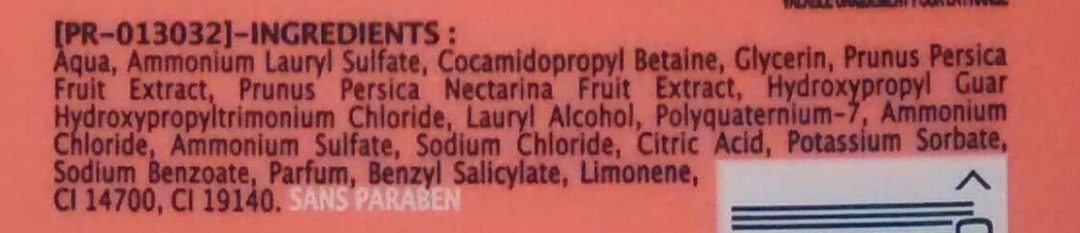 [PR-013032]-INGREDIENTS :
Aqua, Ammonium Lauryl Sulfate, Cocamidopropyl Betaine, Glycerin, Prunus Persica
Fruit Extract, Prunus Persica Nectarina Fruit Extract, Hydroxypropyl Guar
Hydroxypropyltrimonium Chloride, Lauryl Alcohol, Polyquaternium-7, Ammonium
Chloride, Ammonium Sulfate, Sodium Chloride, Citric Acid, Potassium Sorbate,
Sodium Benzoate, Parfum, Benzyl Salicylate, Limonene,
CI 14700, CI 19140. SANS PARABEN